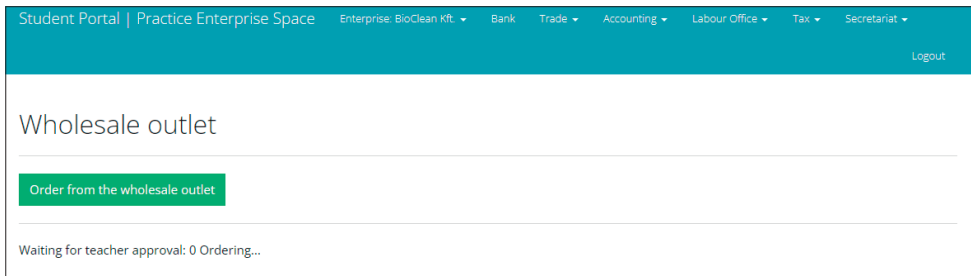 Student Portal | Practice Enterprise Space Enterprise: BioClean Kft. Bank Trade Accounting Labour Office Tax Secretariat
Logout
Wholesale outlet
Order from the wholesale outlet
Waiting for teacher approval: 0 Ordering...